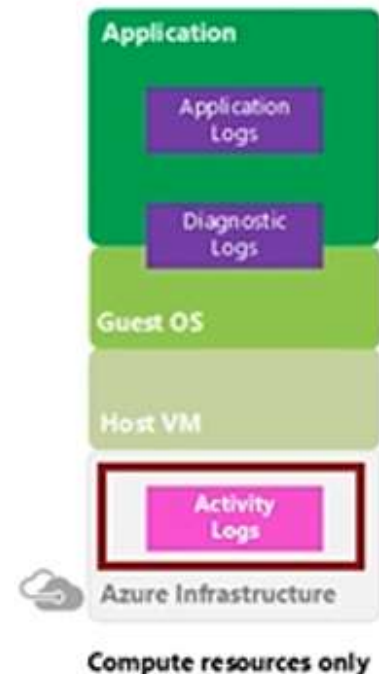 Application
Application
Logs
Diagnostic
Logs
Guest OS
Host VM
Activity
Logs
Azure Infrastructure
Compute resources only